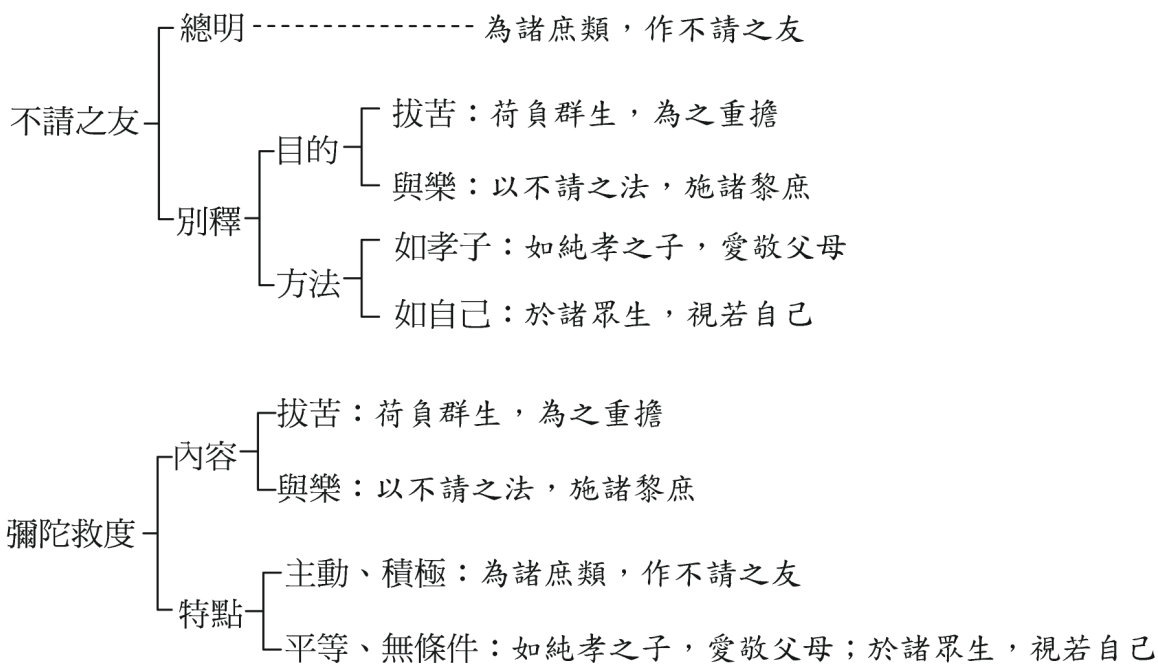 總明 為諸庶類，作不請之友
拔苦：荷負群生，為之重擔
不請之友
目的
與樂：以不請之法，施諸黎庶
別釋
如孝子：如純孝之子，愛敬父母
方法
如自己：於諸眾生，視若自己
拔苦：荷負群生，為之重擔
內容
與樂：以不請之法，施諸黎庶
彌陀救度
主動、積極：為諸庶類，作不請之友
特點
平等、無條件：如純孝之子，愛敬父母；於諸眾生，視若自己